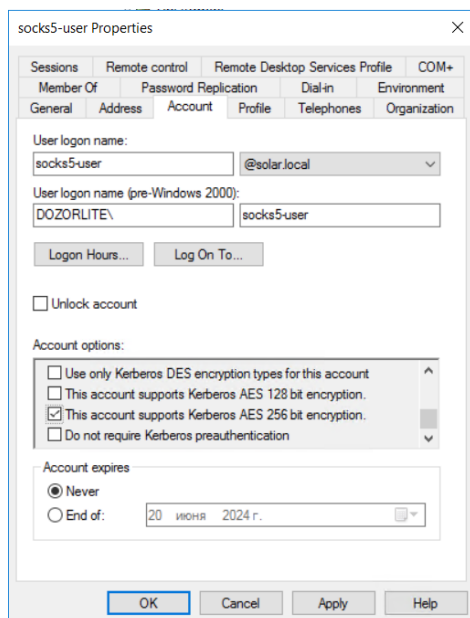 socks5-user Properties
Sessions Remote control Remote Desktop Services Profile COM+
Member Of Password Replication Dial-in Environment
General Address Account Profile Telephones Organization
User logon name:
socks5-user @solar.local
User logon name (pre-Windows 2000):
DOZORLITE\ socks5-user
Logon Hours... Log On To...
Unlock account
Account options:
Use only Kerberos DES encryption types for this account
This account supports Kerberos AES 128 bit encryption.
This account supports Kerberos AES 256 bit encryption.
Do not require Kerberos preauthentication
Account expires
Never
End of: 20 июня 2024 г.
OK Cancel Apply Help